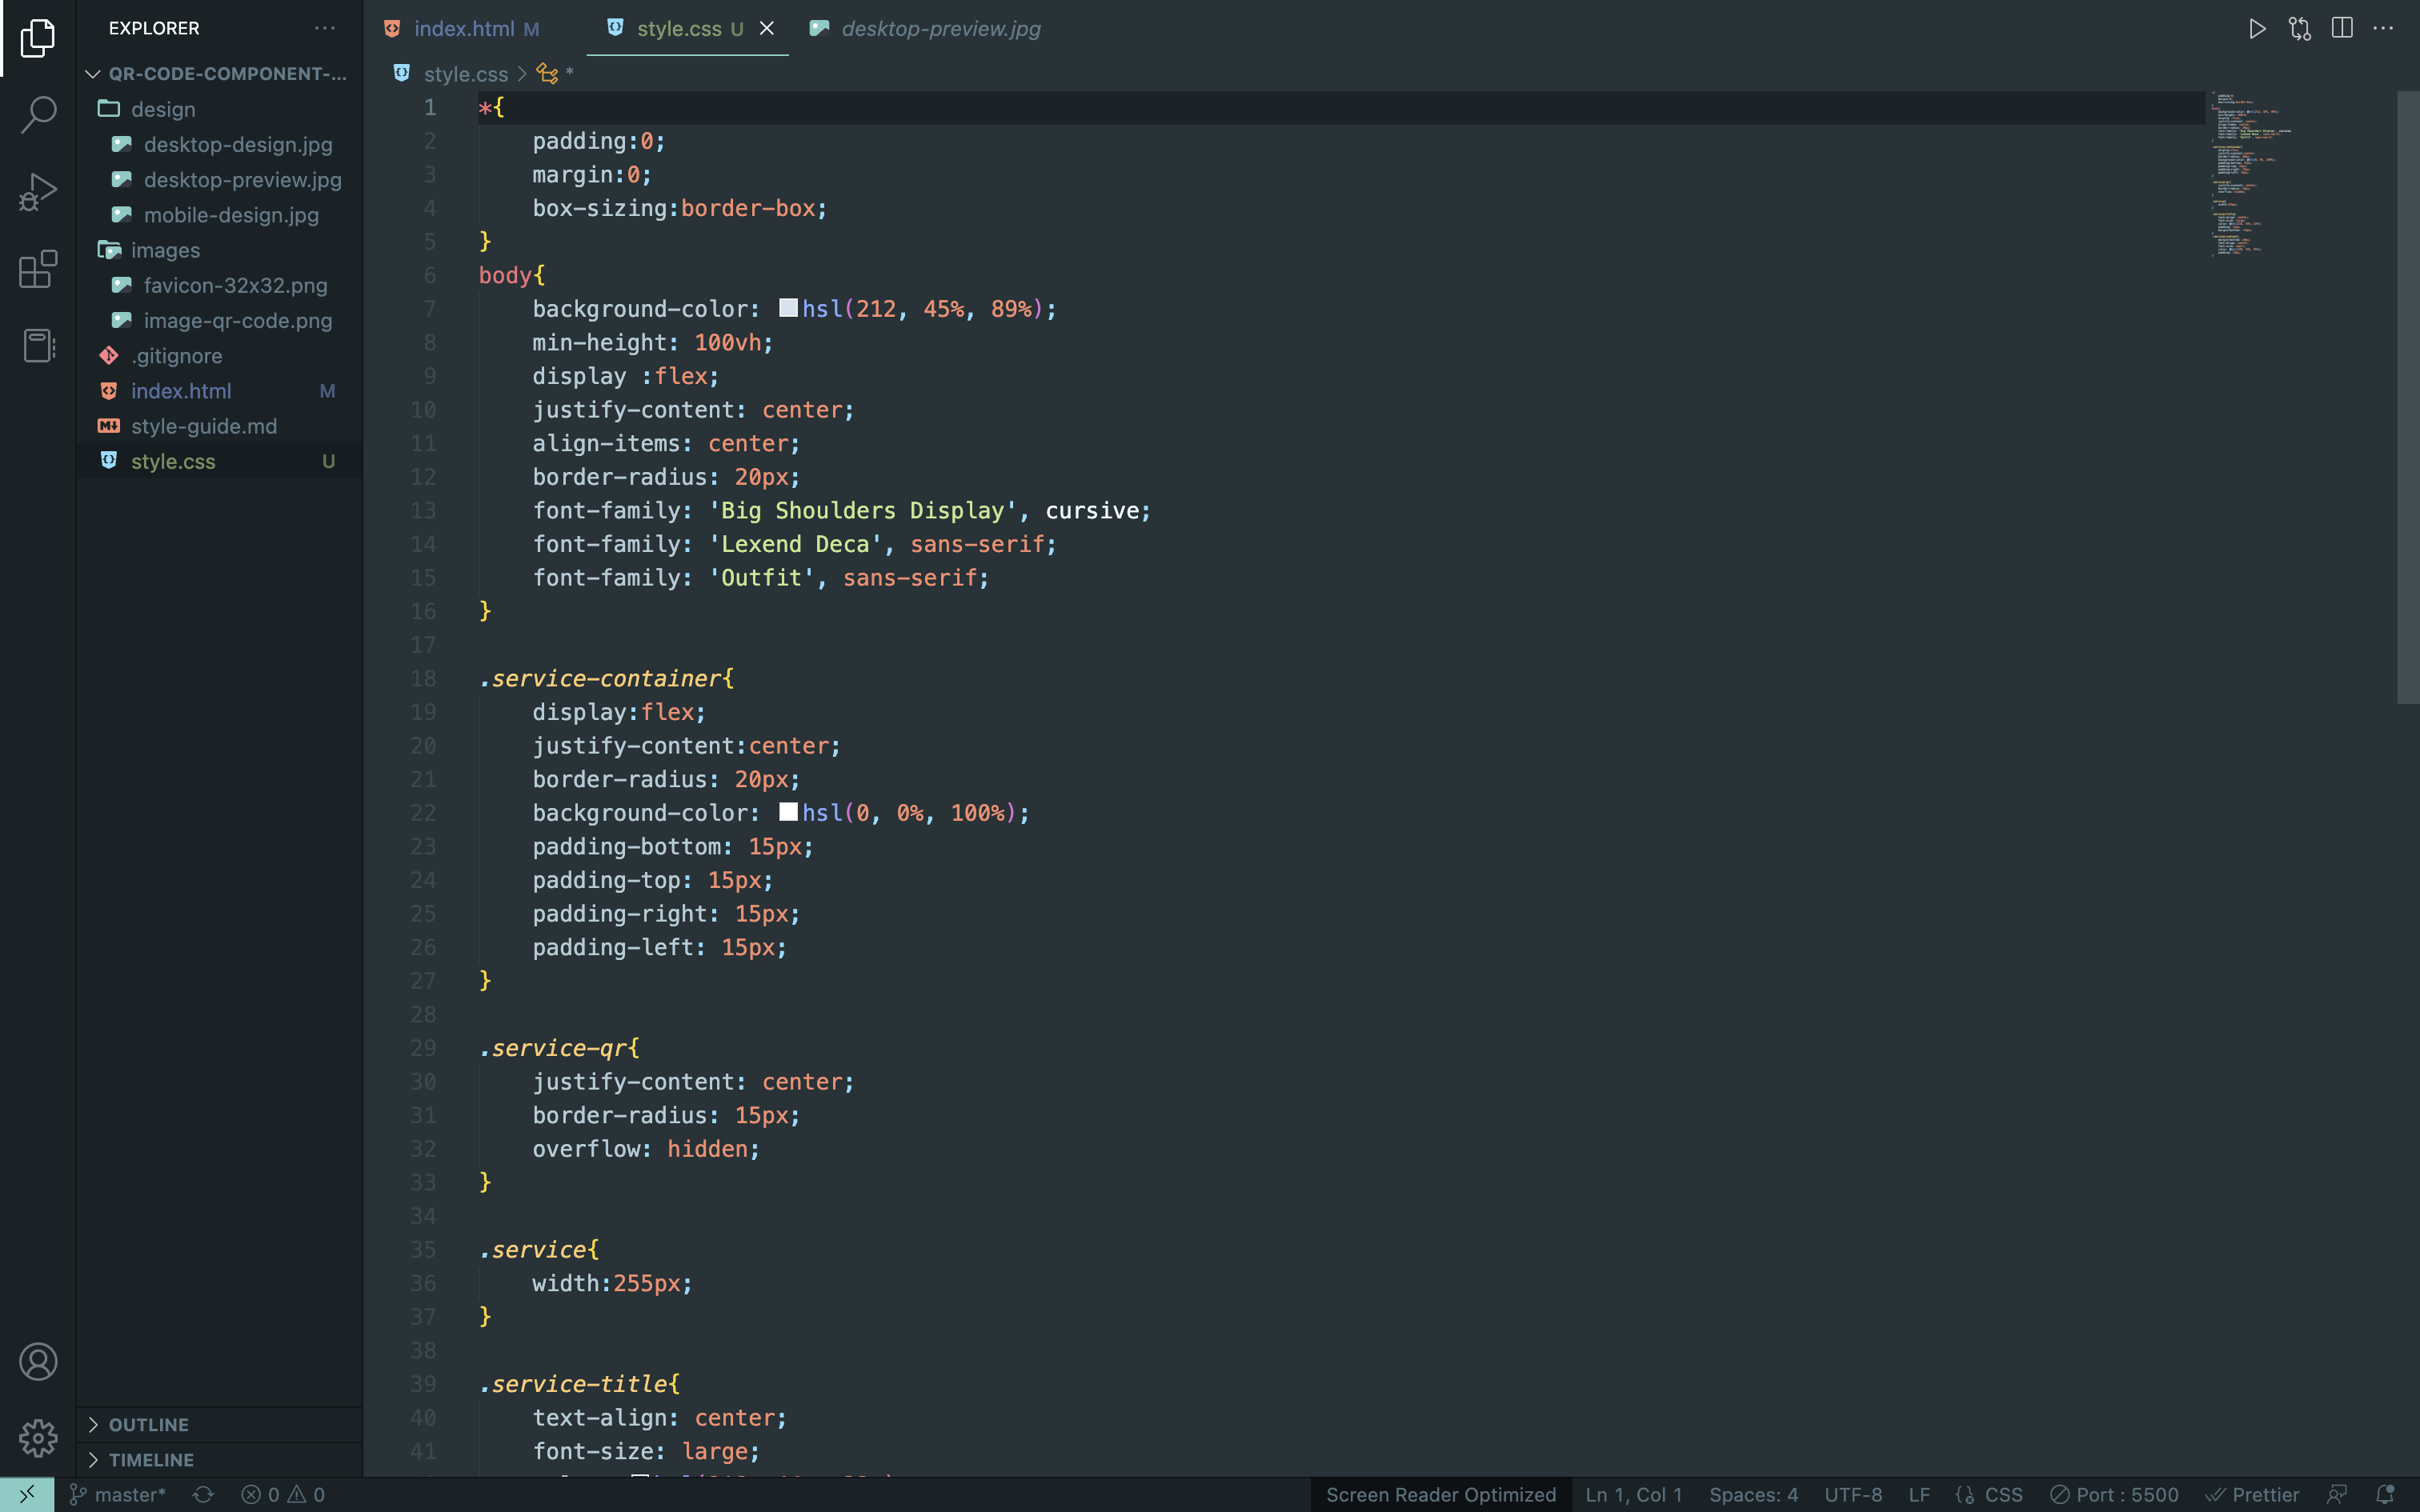 EXPLORER
QR-CODE-COMPONENT-...
design
desktop-design.jpg
desktop-preview.jpg
mobile-design.jpg
images
favicon-32x32.png
image-qr-code.png
.gitignore
index.html M
style-guide.md
style.css U
OUTLINE
TIMELINE
index.html M
style.css U
desktop-preview.jpg
style.css > *
1 *{
2 padding:0;
3 margin:0;
4 box-sizing:border-box;
5 }
6 body{
7 background-color: hsl(212, 45%, 89%);
8 min-height: 100vh;
9 display :flex;
10 justify-content: center;
11 align-items: center;
12 border-radius: 20px;
13 font-family: 'Big Shoulders Display', cursive;
14 font-family: 'Lexend Deca', sans-serif;
15 font-family: 'Outfit', sans-serif;
16 }
17
18 .service-container{
19 display:flex;
20 justify-content:center;
21 border-radius: 20px;
22 background-color: hsl(0, 0%, 100%);
23 padding-bottom: 15px;
24 padding-top: 15px;
25 padding-right: 15px;
26 padding-left: 15px;
27 }
28
29 .service-qr{
30 justify-content: center;
31 border-radius: 15px;
32 overflow: hidden;
33 }
34
35 .service{
36 width:255px;
37 }
38
39 .service-title{
40 text-align: center;
41 font-size: large;
master* 0 0
Screen Reader Optimized Ln 1, Col 1 Spaces: 4 UTF-8 LF CSS Port : 5500 Prettier